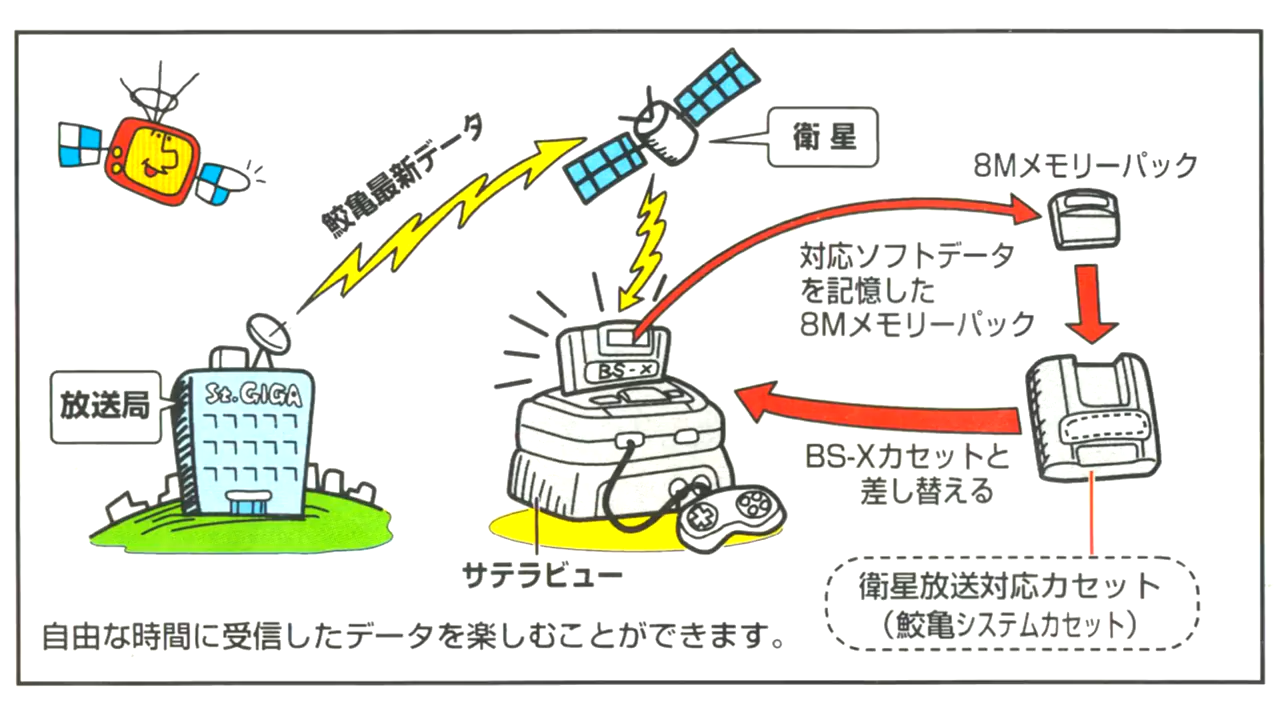 鮫亀最新データ
衛星
8Mメモリーパック
対応ソフトデータ
を記憶した
8Mメモリーパック
放送局
St.GIGA
BS-X
BS-Xカセットと
差し替える
サテラビュー
衛星放送対応カセット
(鮫亀システムカセット)
自由な時間に受信したデータを楽しむことができます。